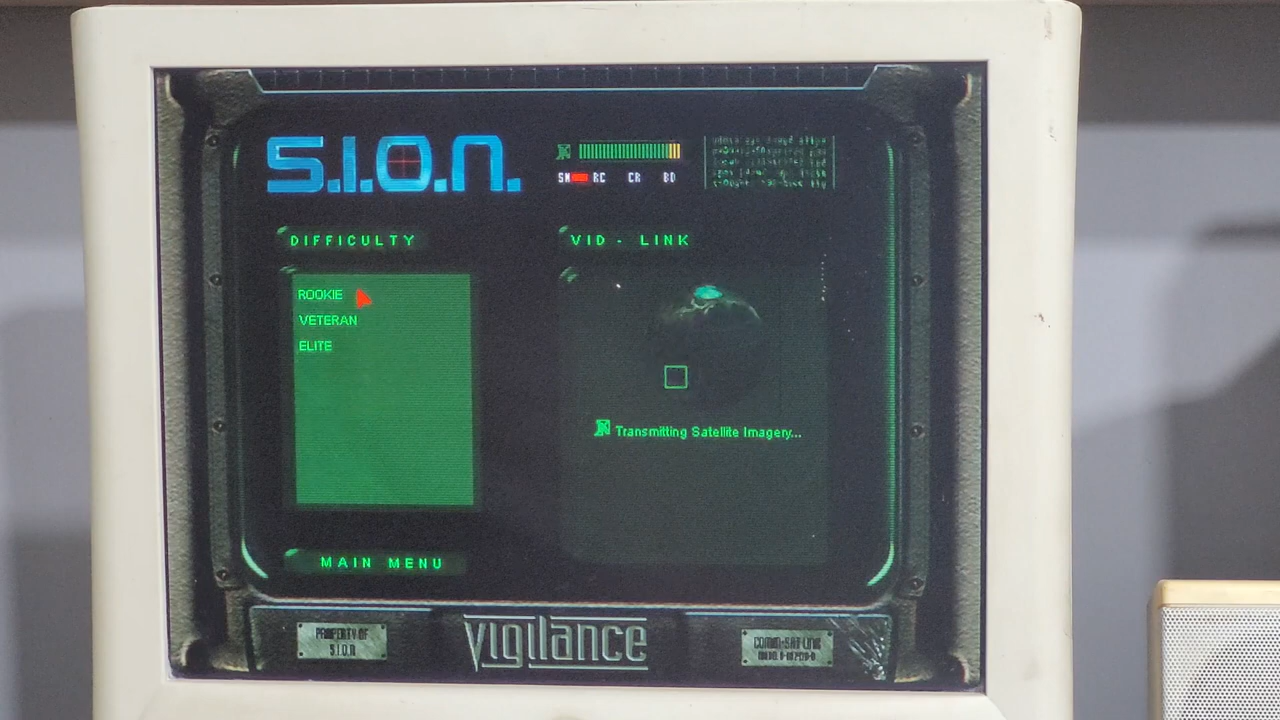 S.I.O.N.
SN RC CR BD
DIFFICULTY
VID - LINK
ROOKIE
VETERAN
ELITE
Transmitting Satellite Imagery...
MAIN MENU
PROPERTY OF
S.I.O.N
vigilance
COMM-SAT LINK